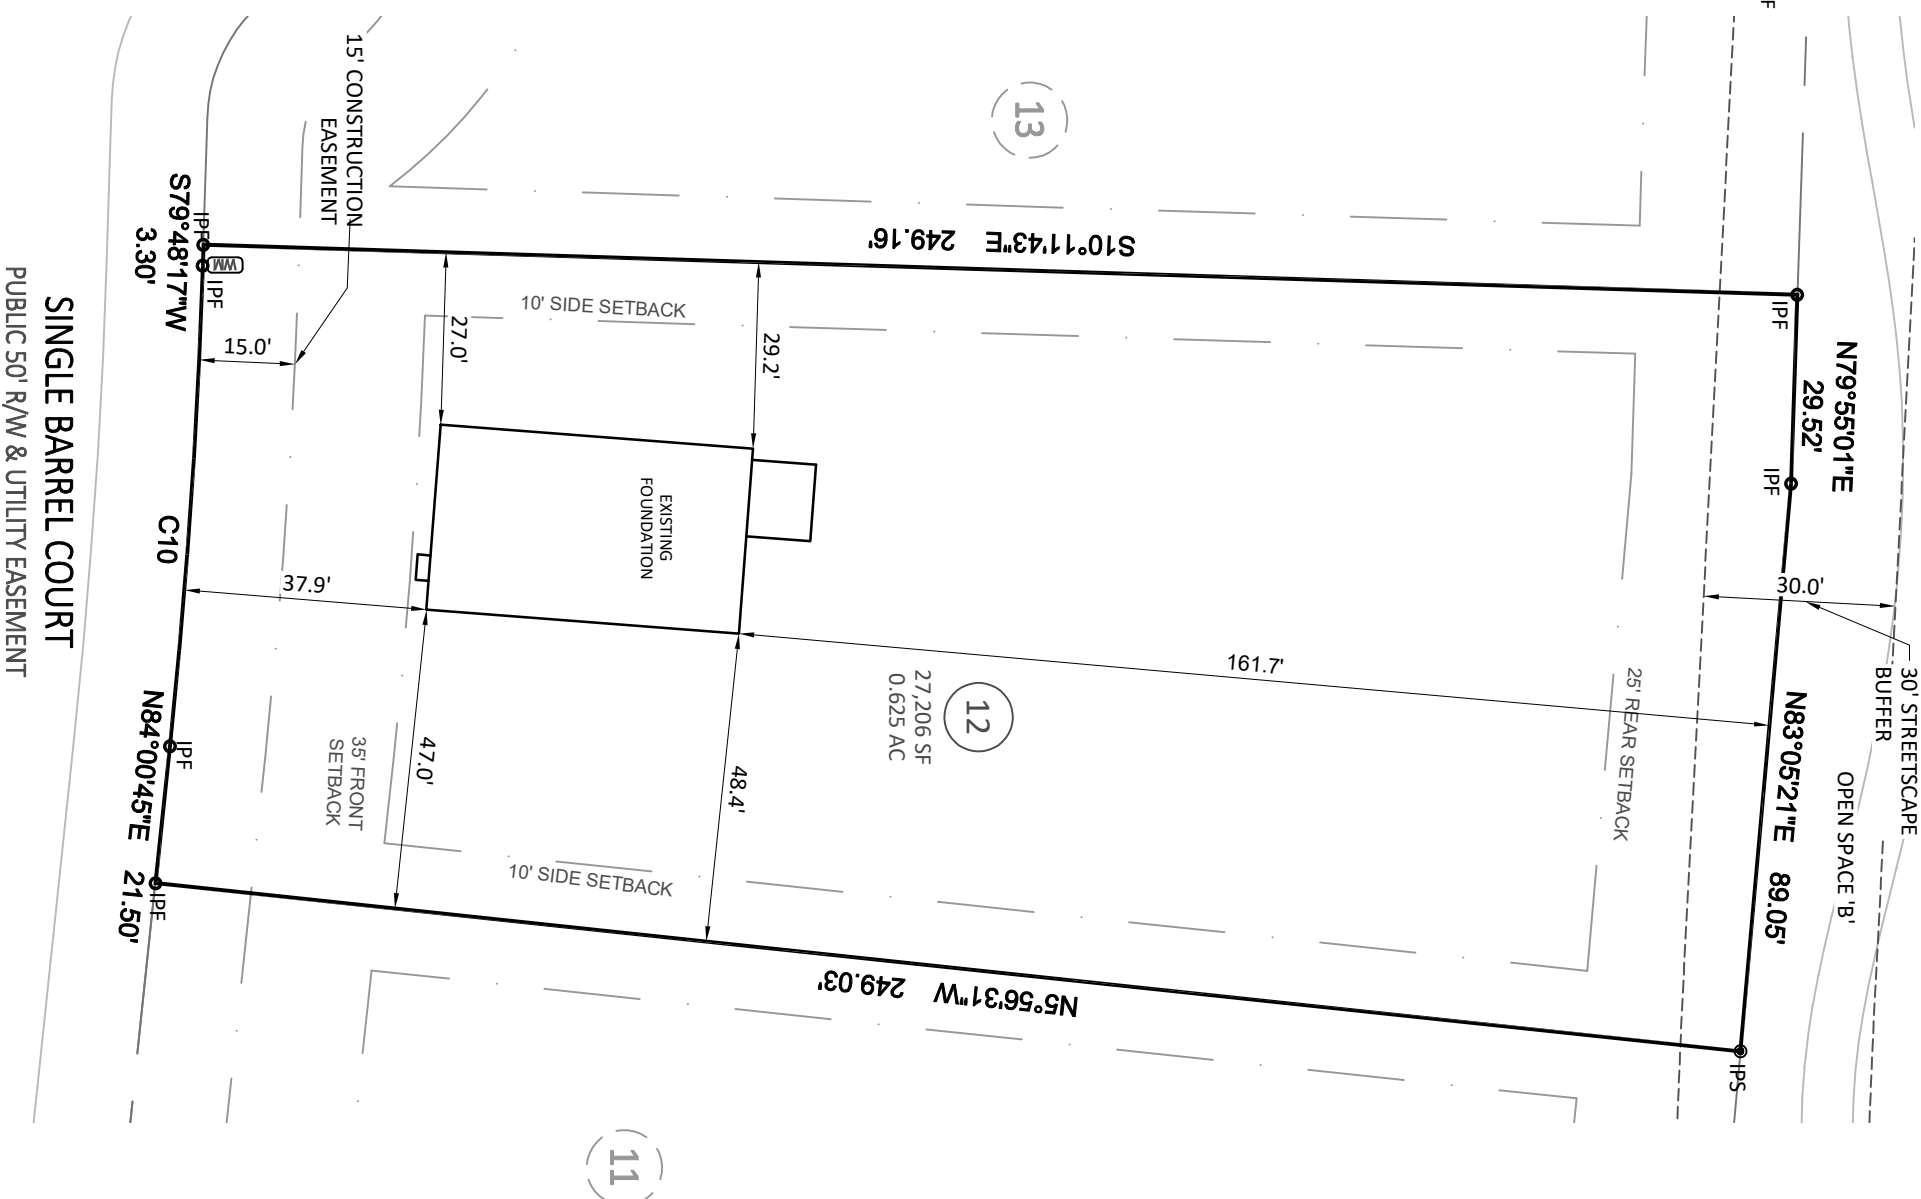 IPF
15' CONSTRUCTION
EASEMENT
13
S10°11'43"E 249.16'
S79°48'17"W
3.30'
IPF
WM
IPF
IPF
N79°55'01"E
29.52'
IPF
10' SIDE SETBACK
27.0'
29.2'
15.0'
EXISTING
FOUNDATION
37.9'
C10
SINGLE BARREL COURT
PUBLIC 50' R/W & UTILITY EASEMENT
30.0'
30' STREETSCAPE
BUFFER
OPEN SPACE 'B'
161.7'
25' REAR SETBACK
12
27,206 SF
0.625 AC
N83°05'21"E 89.05'
47.0'
48.4'
35' FRONT
SETBACK
10' SIDE SETBACK
IPF
N84°00'45"E 21.50'
IPF
N5°56'31"W 249.03'
IPS
11